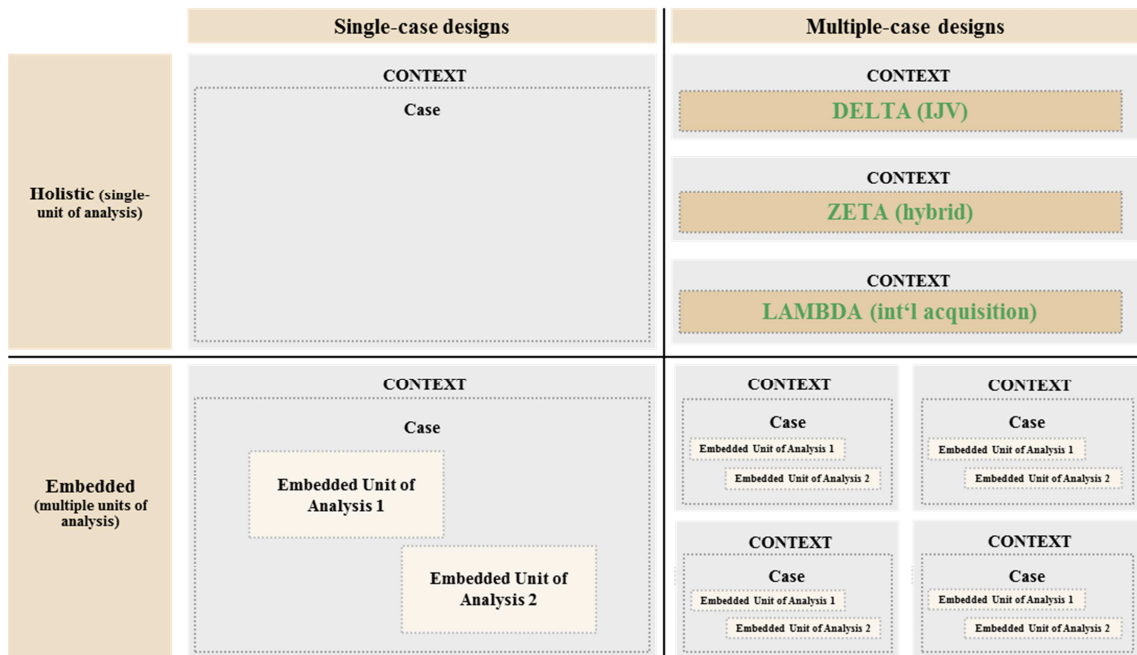 Single-case designs
Multiple-case designs
Holistic (single-
unit of analysis)
CONTEXT
Case
CONTEXT
DELTA (IJV)
CONTEXT
ZETA (hybrid)
CONTEXT
LAMBDA (int‘l acquisition)
Embedded
(multiple units of
analysis)
CONTEXT
Case
Embedded Unit of
Analysis 1
Embedded Unit of
Analysis 2
CONTEXT
Case
Embedded Unit of Analysis 1
Embedded Unit of Analysis 2
CONTEXT
Case
Embedded Unit of Analysis 1
Embedded Unit of Analysis 2
CONTEXT
Case
Embedded Unit of Analysis 1
Embedded Unit of Analysis 2
CONTEXT
Case
Embedded Unit of Analysis 1
Embedded Unit of Analysis 2